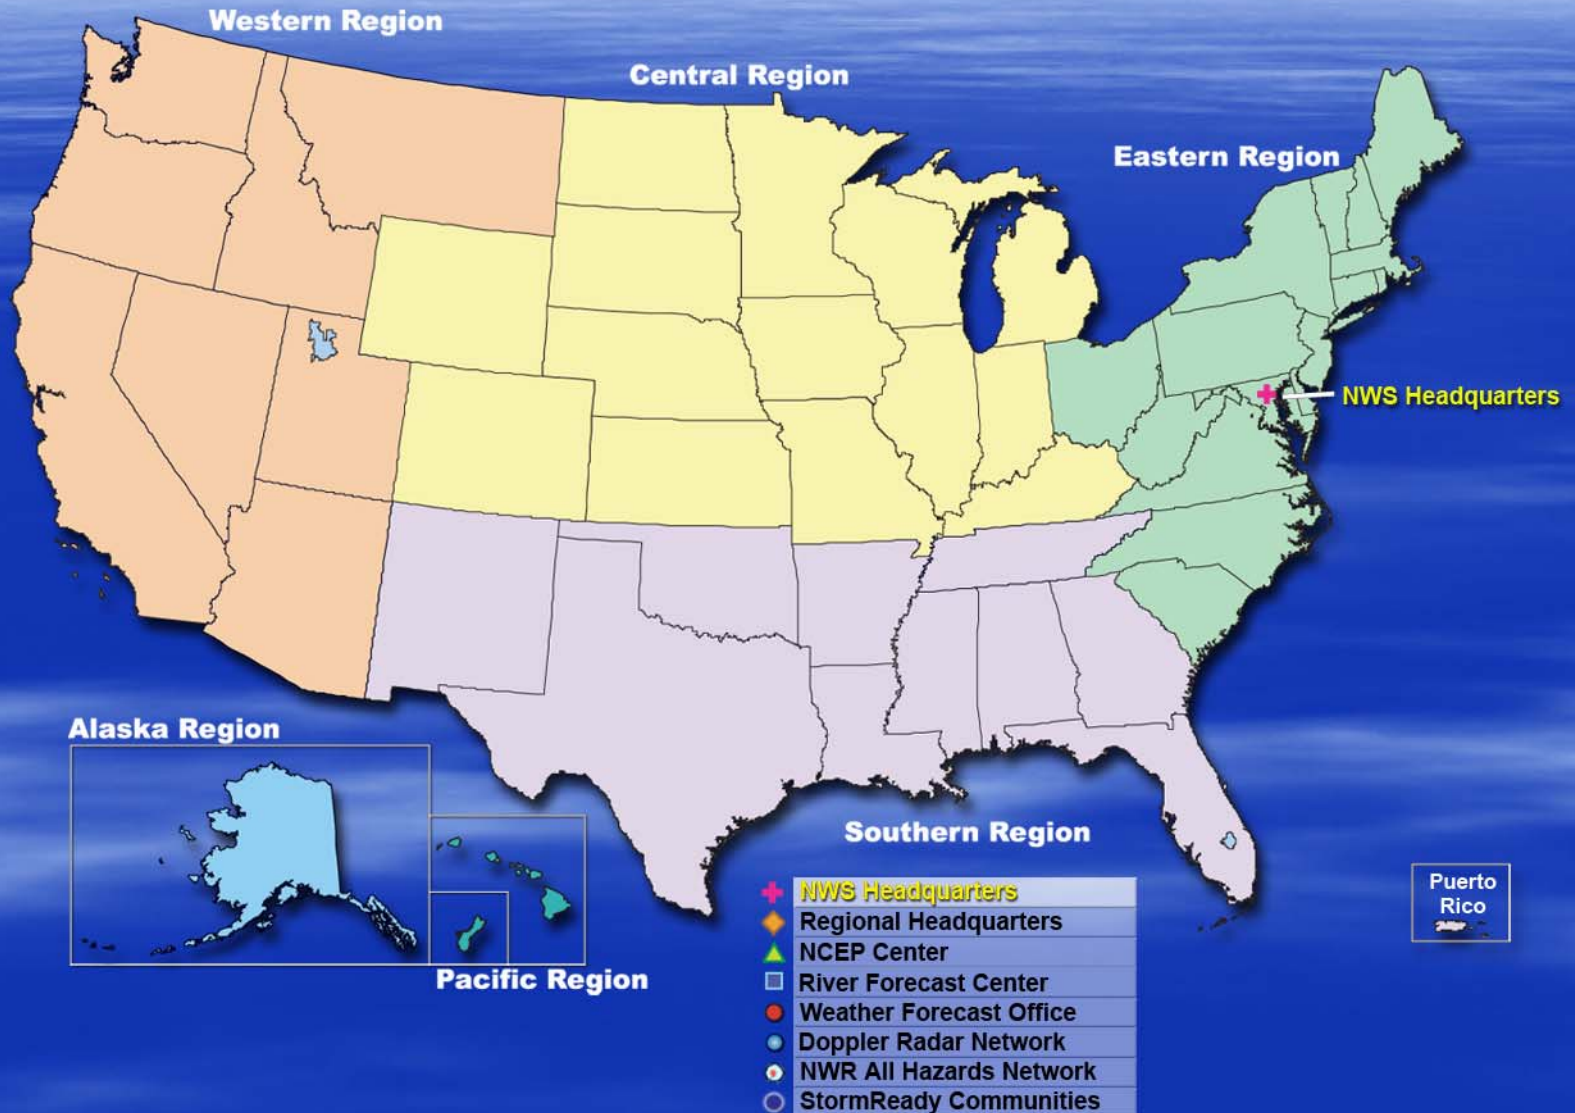 Western Region
Central Region
Eastern Region
NWS Headquarters
Alaska Region
Southern Region
Puerto
Rico
Pacific Region
NWS Headquarters
Regional Headquarters
NCEP Center
River Forecast Center
Weather Forecast Office
Doppler Radar Network
NWR All Hazards Network
StormReady Communities